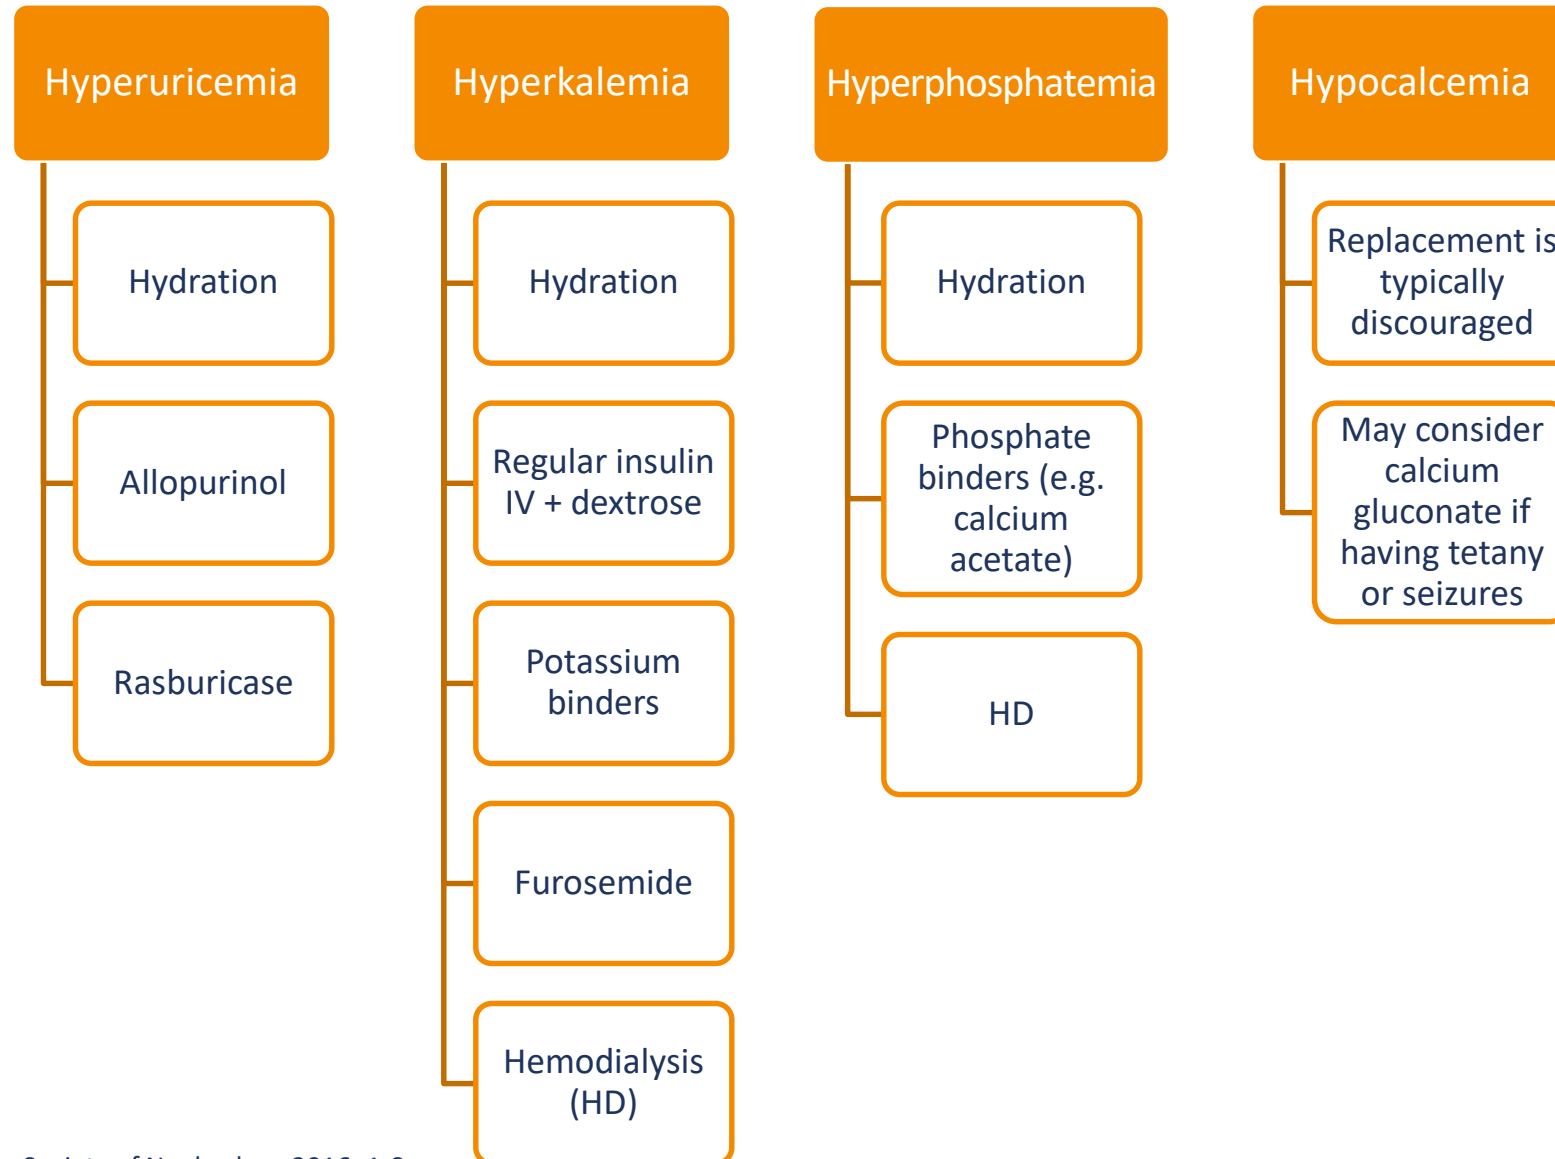 Hyperuricemia
Hydration
Allopurinol
Rasburicase
Hyperkalemia
Hydration
Regular insulin
IV + dextrose
Potassium
binders
Furosemide
Hemodialysis
(HD)
Hyperphosphatemia
Hydration
Phosphate
binders (e.g.
calcium
acetate)
HD
Hypocalcemia
Replacement is
typically
discouraged
May consider
calcium
gluconate if
having tetany
or seizures